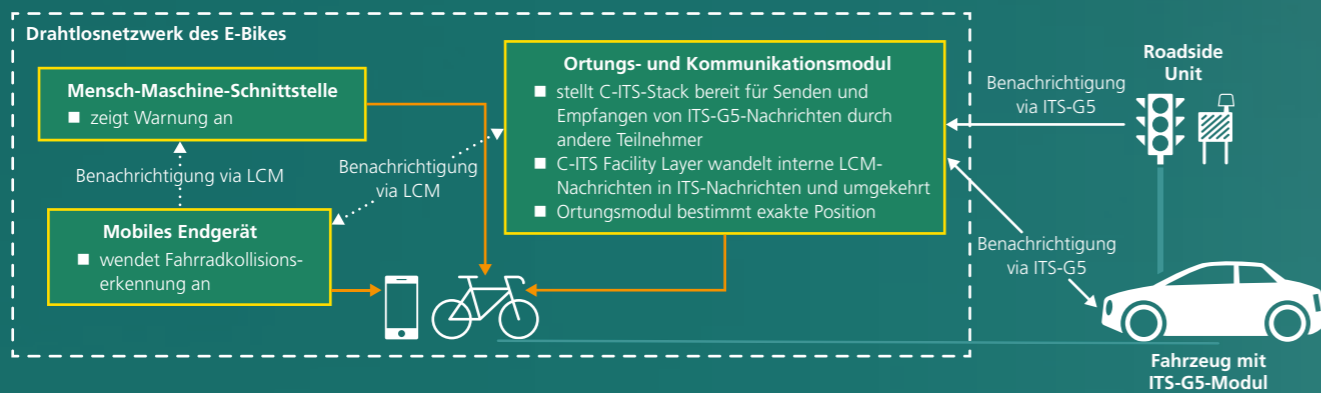 Drahtlosnetzwerk des E-Bikes
Mensch-Maschine-Schnittstelle
zeigt Warnung an
Benachrichtigung via LCM
Mobiles Endgerät
wendet Fahrradkollisions-
erkennung an
Benachrichtigung
via LCM
Ortungs- und Kommunikationsmodul
stellt C-ITS-Stack bereit für Senden und
Empfangen von ITS-G5-Nachrichten durch
andere Teilnehmer
C-ITS Facility Layer wandelt interne LCM-
Nachrichten in ITS-Nachrichten und umgekehrt
Ortungsmodul bestimmt exakte Position
Benachrichtigung
via ITS-G5
Roadside
Unit
Benachrichtigung
via ITS-G5
Fahrzeug mit
ITS-G5-Modul